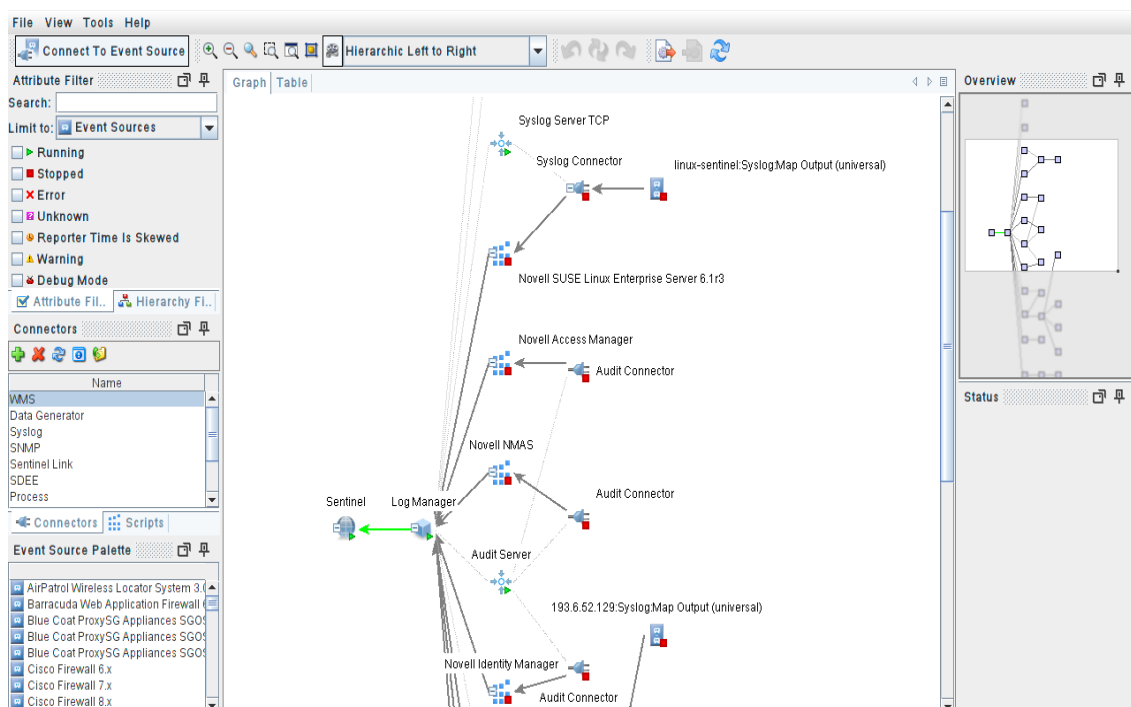 File View Tools Help
Connect To Event Source
Hierarchic Left to Right
Attribute Filter
Search:
Limit to: Event Sources
Running
Stopped
Error
Unknown
Reporter Time Is Skewed
Warning
Debug Mode
Attribute Fil.. Hierarchy Fi..
Connectors
Name
WMS
Data Generator
Syslog
SNMP
Sentinel Link
SDEE
Process
Connectors Scripts
Event Source Palette
AirPatrol Wireless Locator System 3.
Barracuda Web Application Firewall
Blue Coat ProxySG Appliances SGOS
Blue Coat ProxySG Appliances SGOS
Blue Coat ProxySG Appliances SGOS
Cisco Firewall 6.x
Cisco Firewall 7.x
Cisco Firewall 8.x
Graph Table
Syslog Server TCP
Syslog Connector
linux-sentinel:Syslog:Map Output (universal)
Novell SUSE Linux Enterprise Server 6.1r3
Novell Access Manager
Audit Connector
Novell NMAS
Audit Connector
Sentinel
Log Manager
Audit Server
193.6.52.129:Syslog:Map Output (universal)
Novell Identity Manager
Audit Connector
Overview
Status